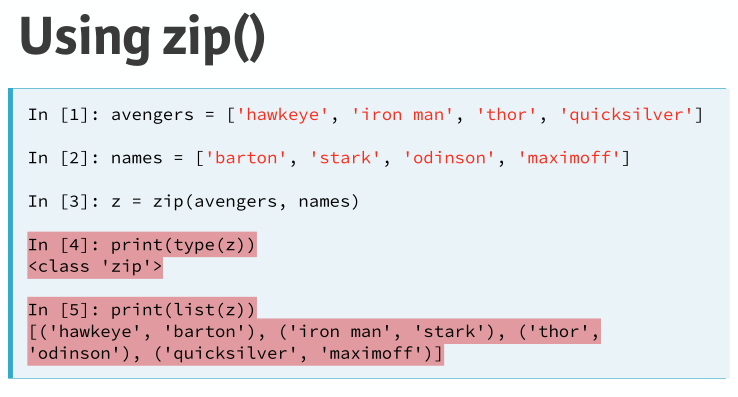 Using zip()
In [1]: avengers = ['hawkeye', 'iron man', 'thor', 'quicksilver']
In [2]: names = ['barton', 'stark', 'odinson', 'maximoff']
In [3]: z = zip(avengers, names)
In [4]: print(type(z))
<class 'zip'>
In [5]: print(list(z))
[('hawkeye', 'barton'), ('iron man', 'stark'), ('thor',
'odinson'), ('quicksilver', 'maximoff')]